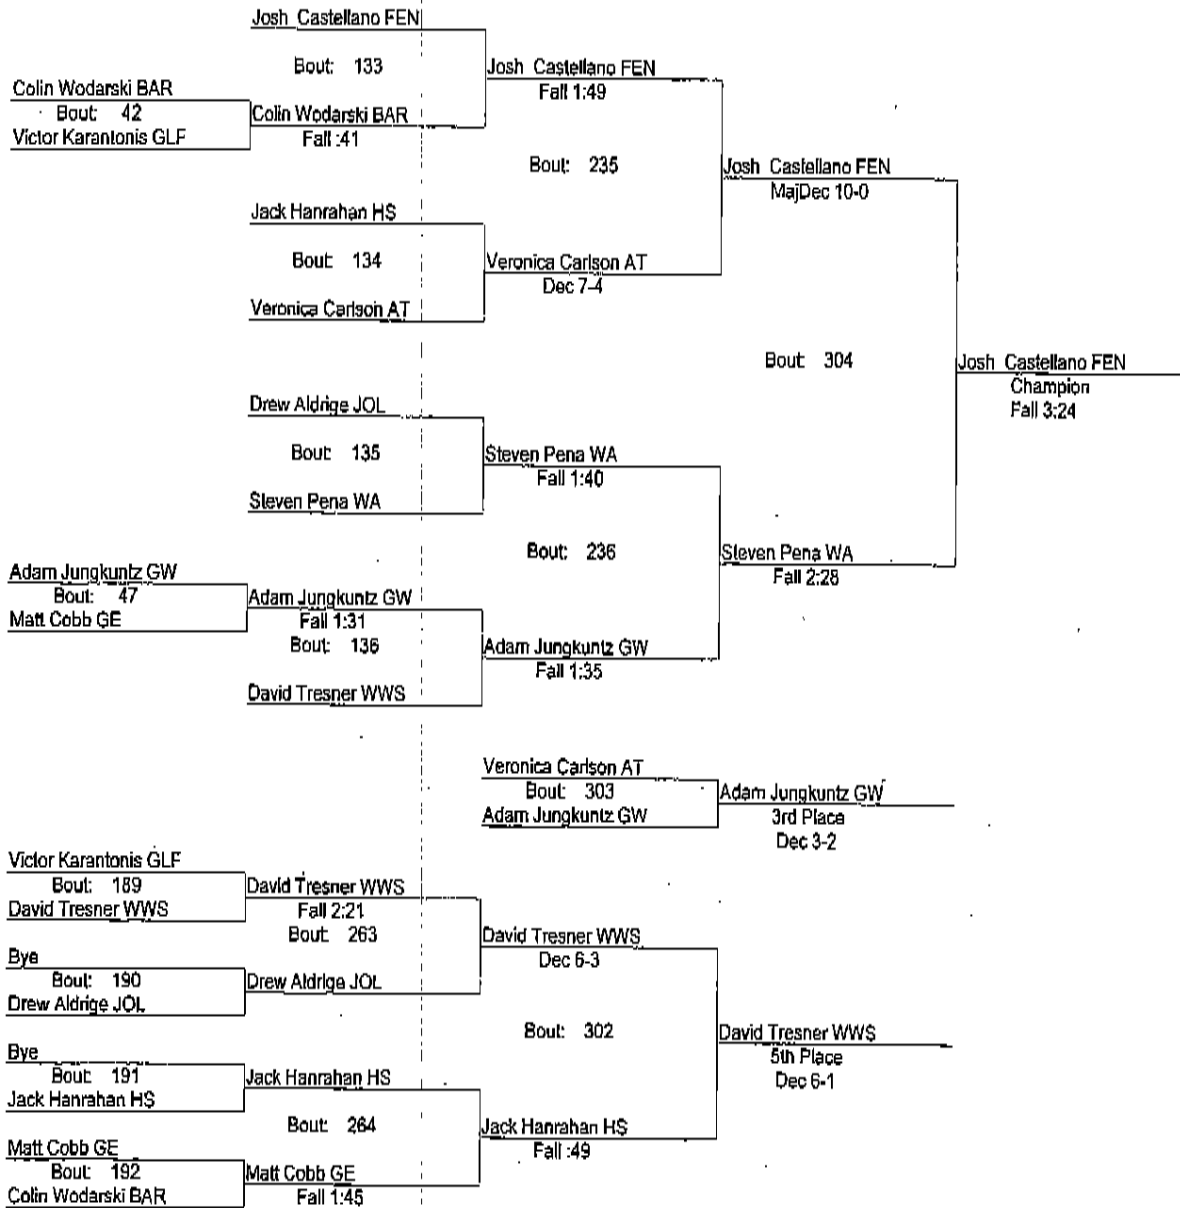 Josh Castellano FEN
Bout: 133
Josh Castellano FEN
Fall 1:49
Colin Wodarski BAR
Bout: 42
Victor Karantonis GLF
Colin Wodarski BAR
Fall :41
Bout: 235
Josh Castellano FEN
MajDec 10-0
Jack Hanrahan HS
Bout: 134
Veronica Carlson AT
Dec 7-4
Veronica Carlson AT
Bout: 304
Josh Castellano FEN
Champion
Fall 3:24
Drew Aldrige JOL
Bout: 135
Steven Pena WA
Fall 1:40
Steven Pena WA
Bout: 236
Steven Pena WA
Fall 2:28
Adam Jungkuntz GW
Bout: 47
Matt Cobb GE
Adam Jungkuntz GW
Fall 1:31
Bout: 136
Adam Jungkuntz GW
Fall 1:35
David Tresner WWS
Veronica Carlson AT
Bout: 303
Adam Jungkuntz GW
Adam Jungkuntz GW
3rd Place
Dec 3-2
Victor Karantonis GLF
Bout: 189
David Tresner WWS
David Tresner WWS
Fall 2:21
Bout: 263
David Tresner WWS
Dec 6-3
Bye
Bout: 190
Drew Aldrige JOL
Drew Aldrige JOL
Bout: 302
David Tresner WWS
5th Place
Dec 6-1
Bye
Bout: 191
Jack Hanrahan HS
Jack Hanrahan HS
Bout: 264
Jack Hanrahan HS
Fall :49
Matt Cobb GE
Bout: 192
Colin Wodarski BAR
Matt Cobb GE
Fall 1:45